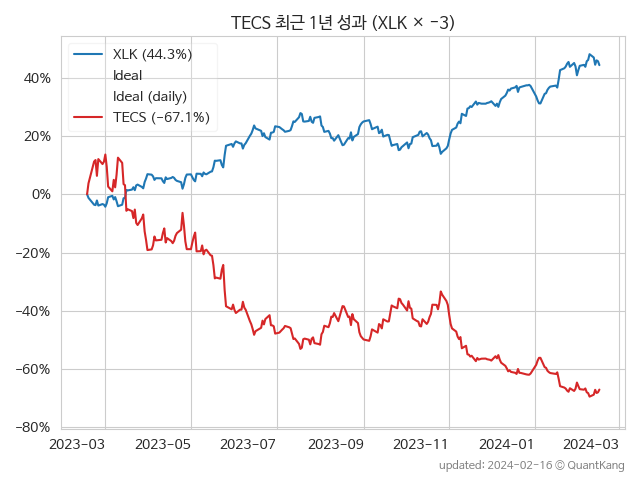 TECS 최근 1년 성과 (XLK × −3)
XLK (44.3%)
Ideal
Ideal (daily)
TECS (−67.1%)
40%
20%
0%
−20%
−40%
−60%
−80%
2023−03 2023−05 2023−07 2023−09 2023−11 2024−01 2024−03
updated: 2024-02-16 © QuantKang